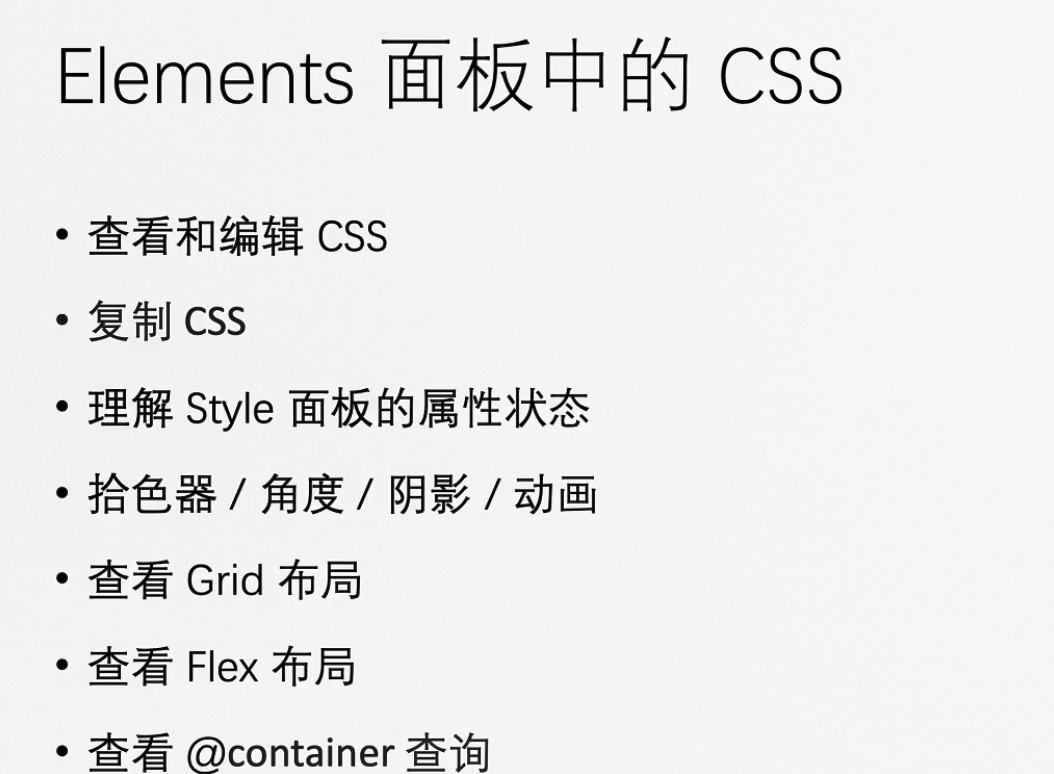 Elements 面板中的 CSS
• 查看和编辑 CSS
• 复制 CSS
• 理解 Style 面板的属性状态
• 拾色器 / 角度 / 阴影 / 动画
• 查看 Grid 布局
• 查看 Flex 布局
• 查看 @container 查询